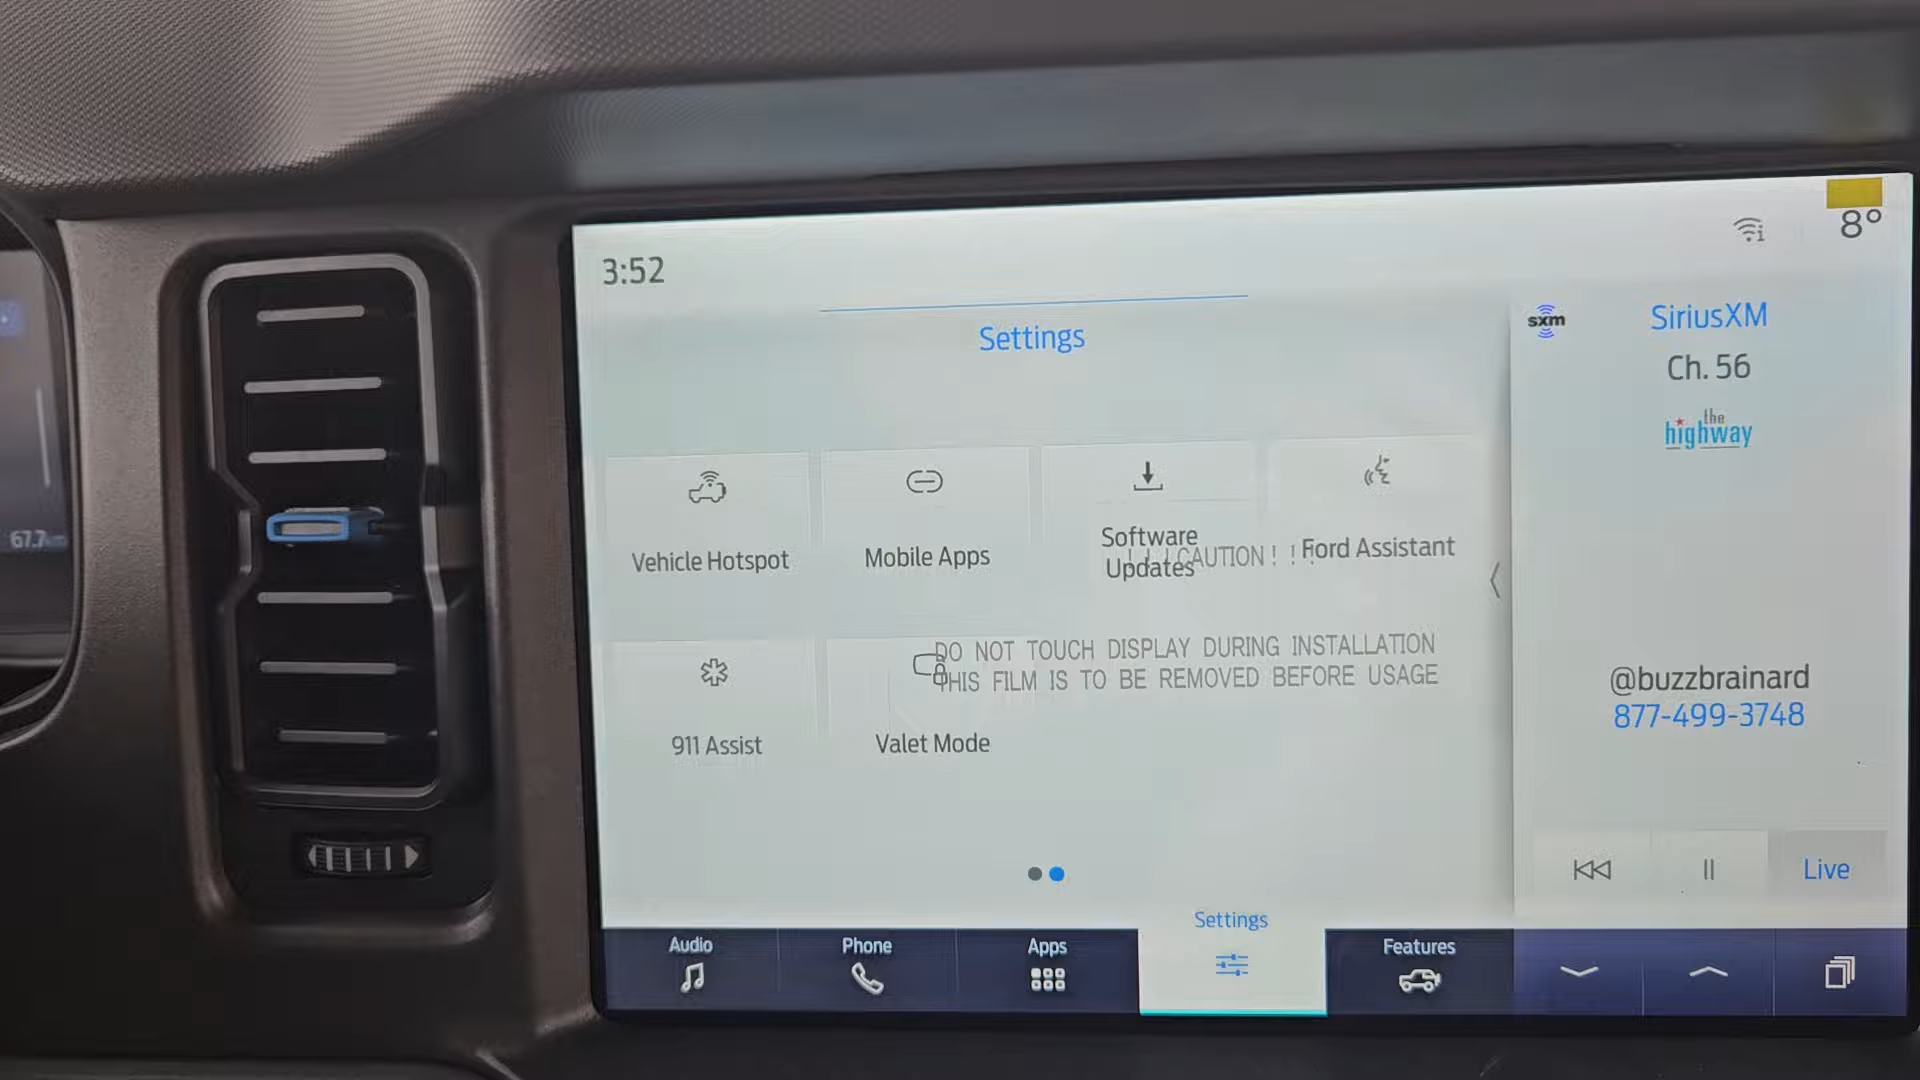 3:52
8°
Settings
sxm
SiriusXM
Ch. 56
the
highway
Vehicle Hotspot
Mobile Apps
Software
Updates
Ford Assistant
! ! ! CAUTION ! ! !
DO NOT TOUCH DISPLAY DURING INSTALLATION
THIS FILM IS TO BE REMOVED BEFORE USAGE
911 Assist
Valet Mode
@buzzbrainard
877-499-3748
Live
67.7
Audio
Phone
Apps
Settings
Features